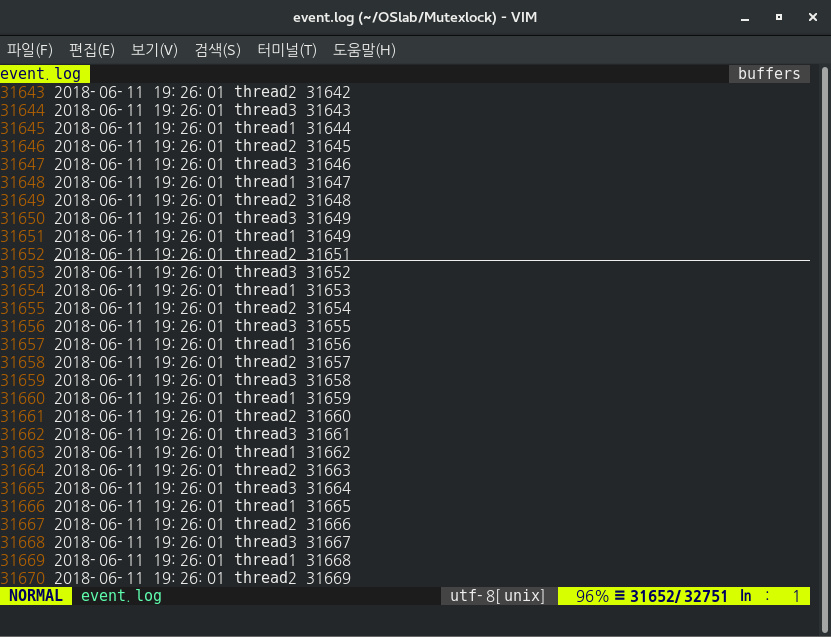 event.log (~/OSlab/Mutexlock) - VIM
파일(F) 편집(E) 보기(V) 검색(S) 터미널(T) 도움말(H)
event.log buffers
31643 2018-06-11 19:26:01 thread2 31642
31644 2018-06-11 19:26:01 thread3 31643
31645 2018-06-11 19:26:01 thread1 31644
31646 2018-06-11 19:26:01 thread2 31645
31647 2018-06-11 19:26:01 thread3 31646
31648 2018-06-11 19:26:01 thread1 31647
31649 2018-06-11 19:26:01 thread2 31648
31650 2018-06-11 19:26:01 thread3 31649
31651 2018-06-11 19:26:01 thread1 31649
31652 2018-06-11 19:26:01 thread2 31651
31653 2018-06-11 19:26:01 thread3 31652
31654 2018-06-11 19:26:01 thread1 31653
31655 2018-06-11 19:26:01 thread2 31654
31656 2018-06-11 19:26:01 thread3 31655
31657 2018-06-11 19:26:01 thread1 31656
31658 2018-06-11 19:26:01 thread2 31657
31659 2018-06-11 19:26:01 thread3 31658
31660 2018-06-11 19:26:01 thread1 31659
31661 2018-06-11 19:26:01 thread2 31660
31662 2018-06-11 19:26:01 thread3 31661
31663 2018-06-11 19:26:01 thread1 31662
31664 2018-06-11 19:26:01 thread2 31663
31665 2018-06-11 19:26:01 thread3 31664
31666 2018-06-11 19:26:01 thread1 31665
31667 2018-06-11 19:26:01 thread2 31666
31668 2018-06-11 19:26:01 thread3 31667
31669 2018-06-11 19:26:01 thread1 31668
31670 2018-06-11 19:26:01 thread2 31669
NORMAL event.log utf-8[unix] 96% ≡ 31652/32751 ln : 1